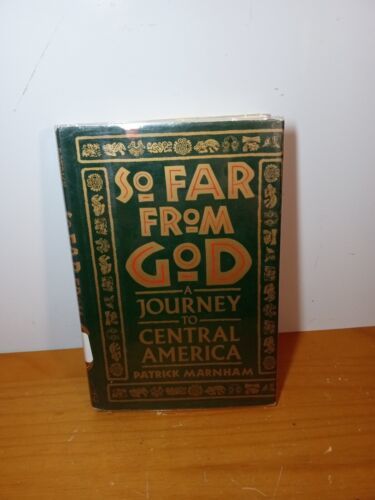 SO FAR
FROM
GOD
A
JOURNEY
TO
CENTRAL
AMERICA
PATRICK MARNHAM